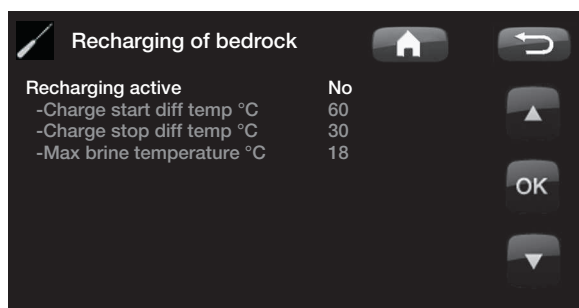 Recharging of bedrock
Recharging active No
-Charge start diff temp °C 60
-Charge stop diff temp °C 30
-Max brine temperature °C 18
OK